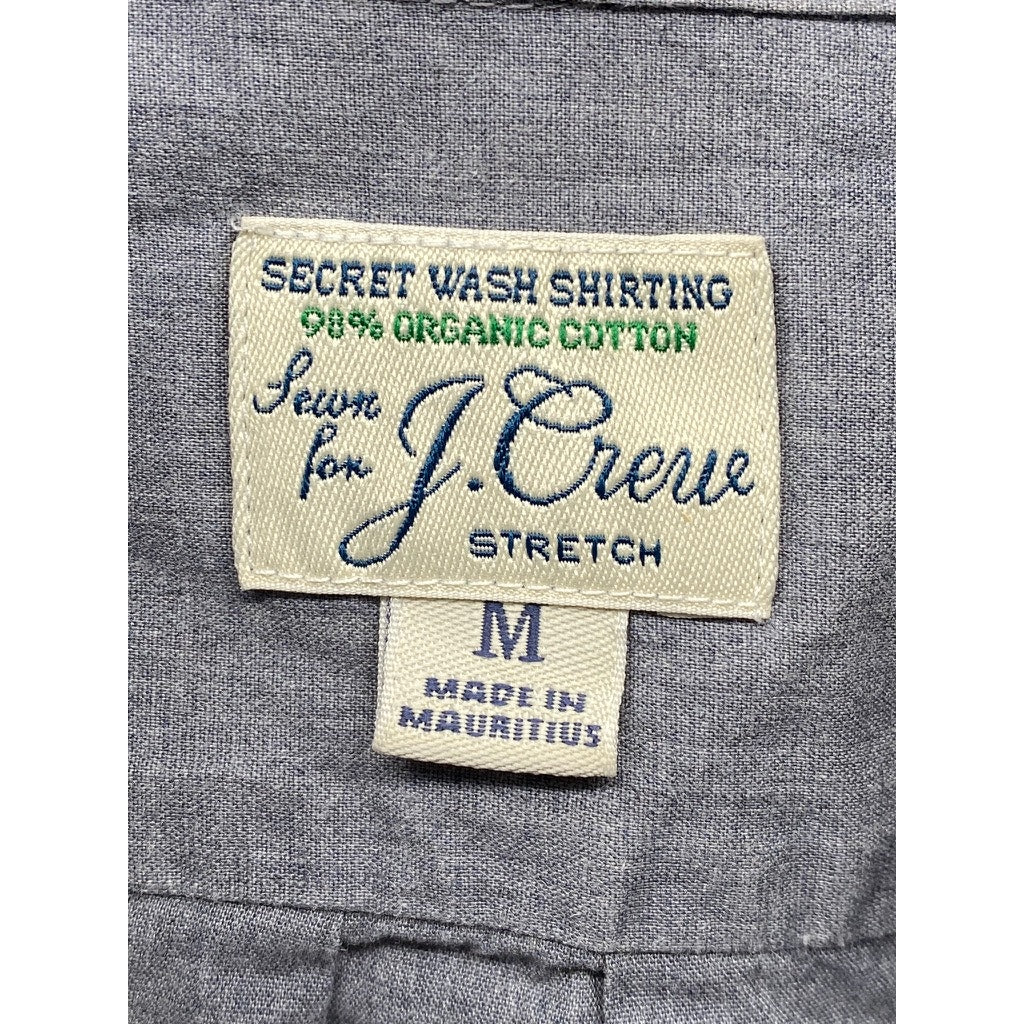 SECRET WASH SHIRTING
98% ORGANIC COTTON
Sewn
for J.Crew
STRETCH
M
MADE IN
MAURITIUS